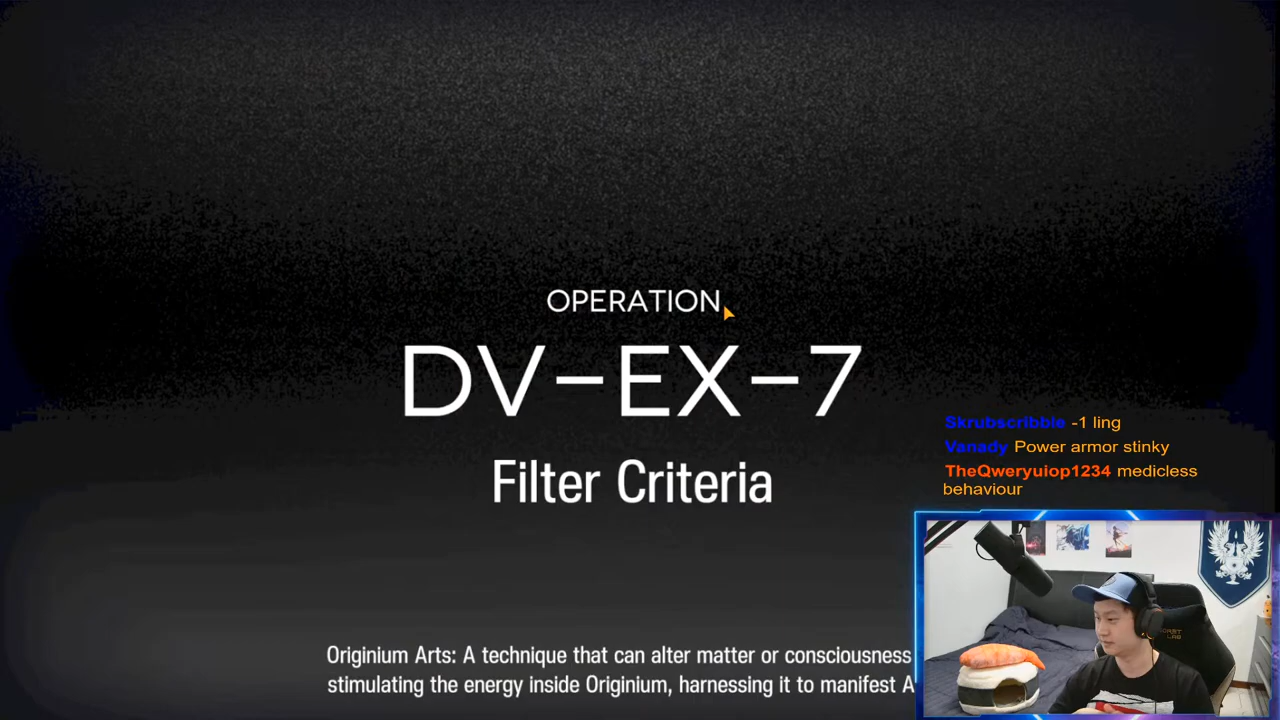 OPERATION
DV-EX-7
Filter Criteria
Skrubscribble -1 ling
Vanady Power armor stinky
TheQweryuiop1234 medicless
behaviour
Originium Arts: A technique that can alter matter or consciousness
stimulating the energy inside Originium, harnessing it to manifest A